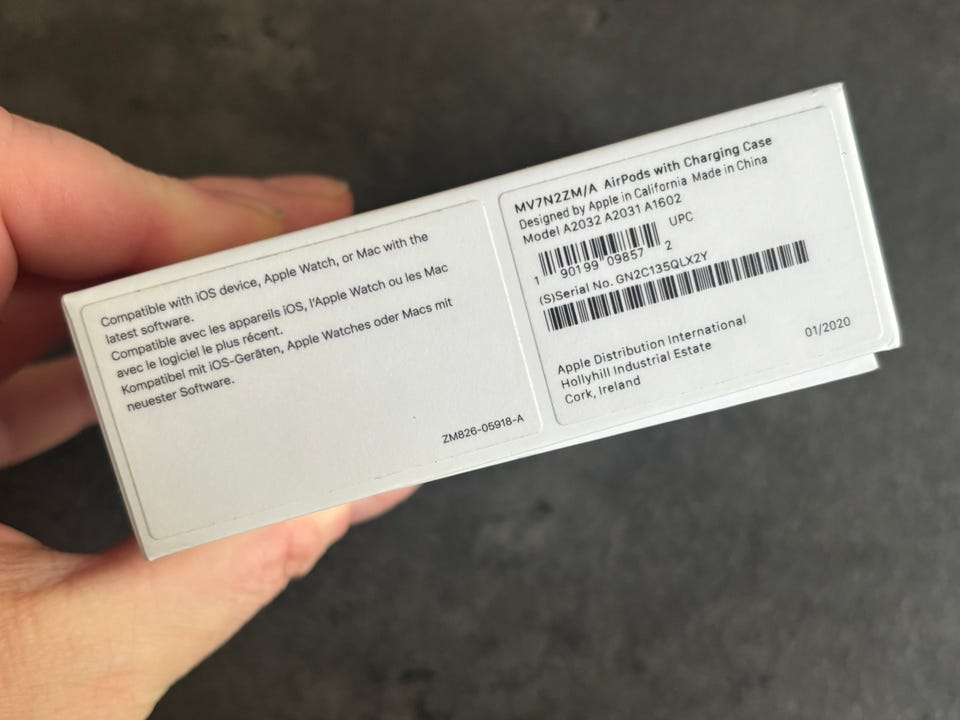 Compatible with iOS device, Apple Watch, or Mac with the
latest software.
Compatible avec les appareils iOS, l'Apple Watch ou les Mac
avec le logiciel le plus récent.
Kompatibel mit iOS-Geräten, Apple Watches oder Macs mit
neuester Software.
ZM826-05918-A
MV7N2ZM/A AirPods with Charging Case
Designed by Apple in California Made in China
Model A2032 A2031 A1602
UPC
1 90199 09857 2
(S)Serial No. GN2C135QLX2Y
Apple Distribution International
Hollyhill Industrial Estate
Cork, Ireland
01/2020